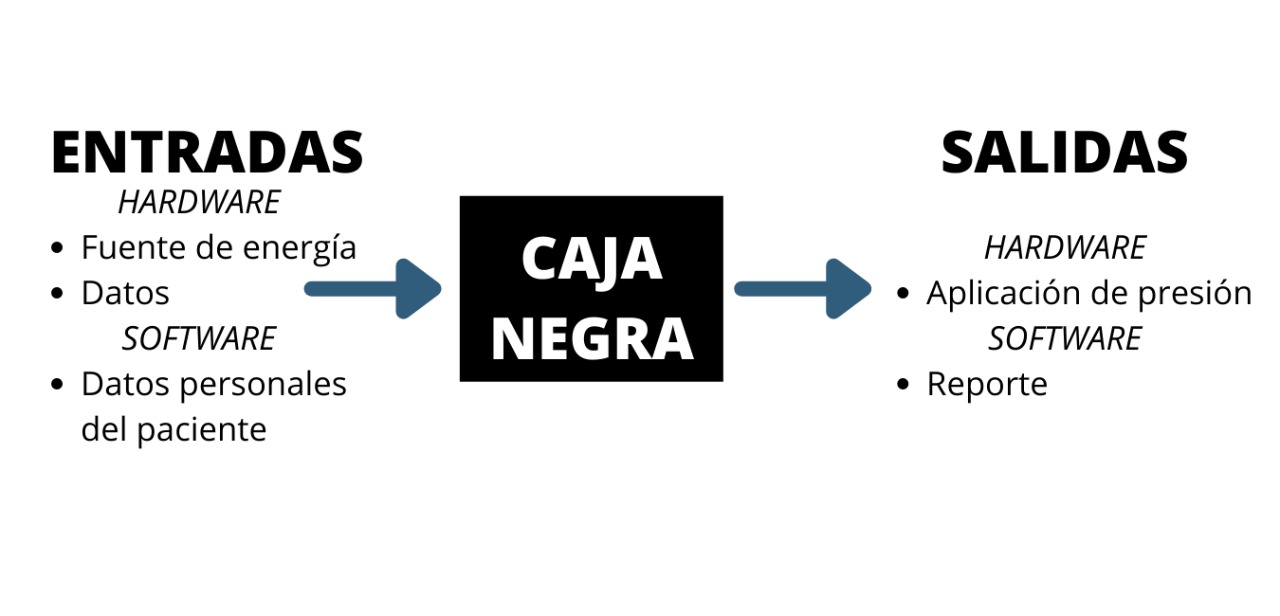 ENTRADAS
HARDWARE
• Fuente de energía
• Datos
SOFTWARE
• Datos personales
del paciente
CAJA
NEGRA
SALIDAS
HARDWARE
• Aplicación de presión
SOFTWARE
• Reporte